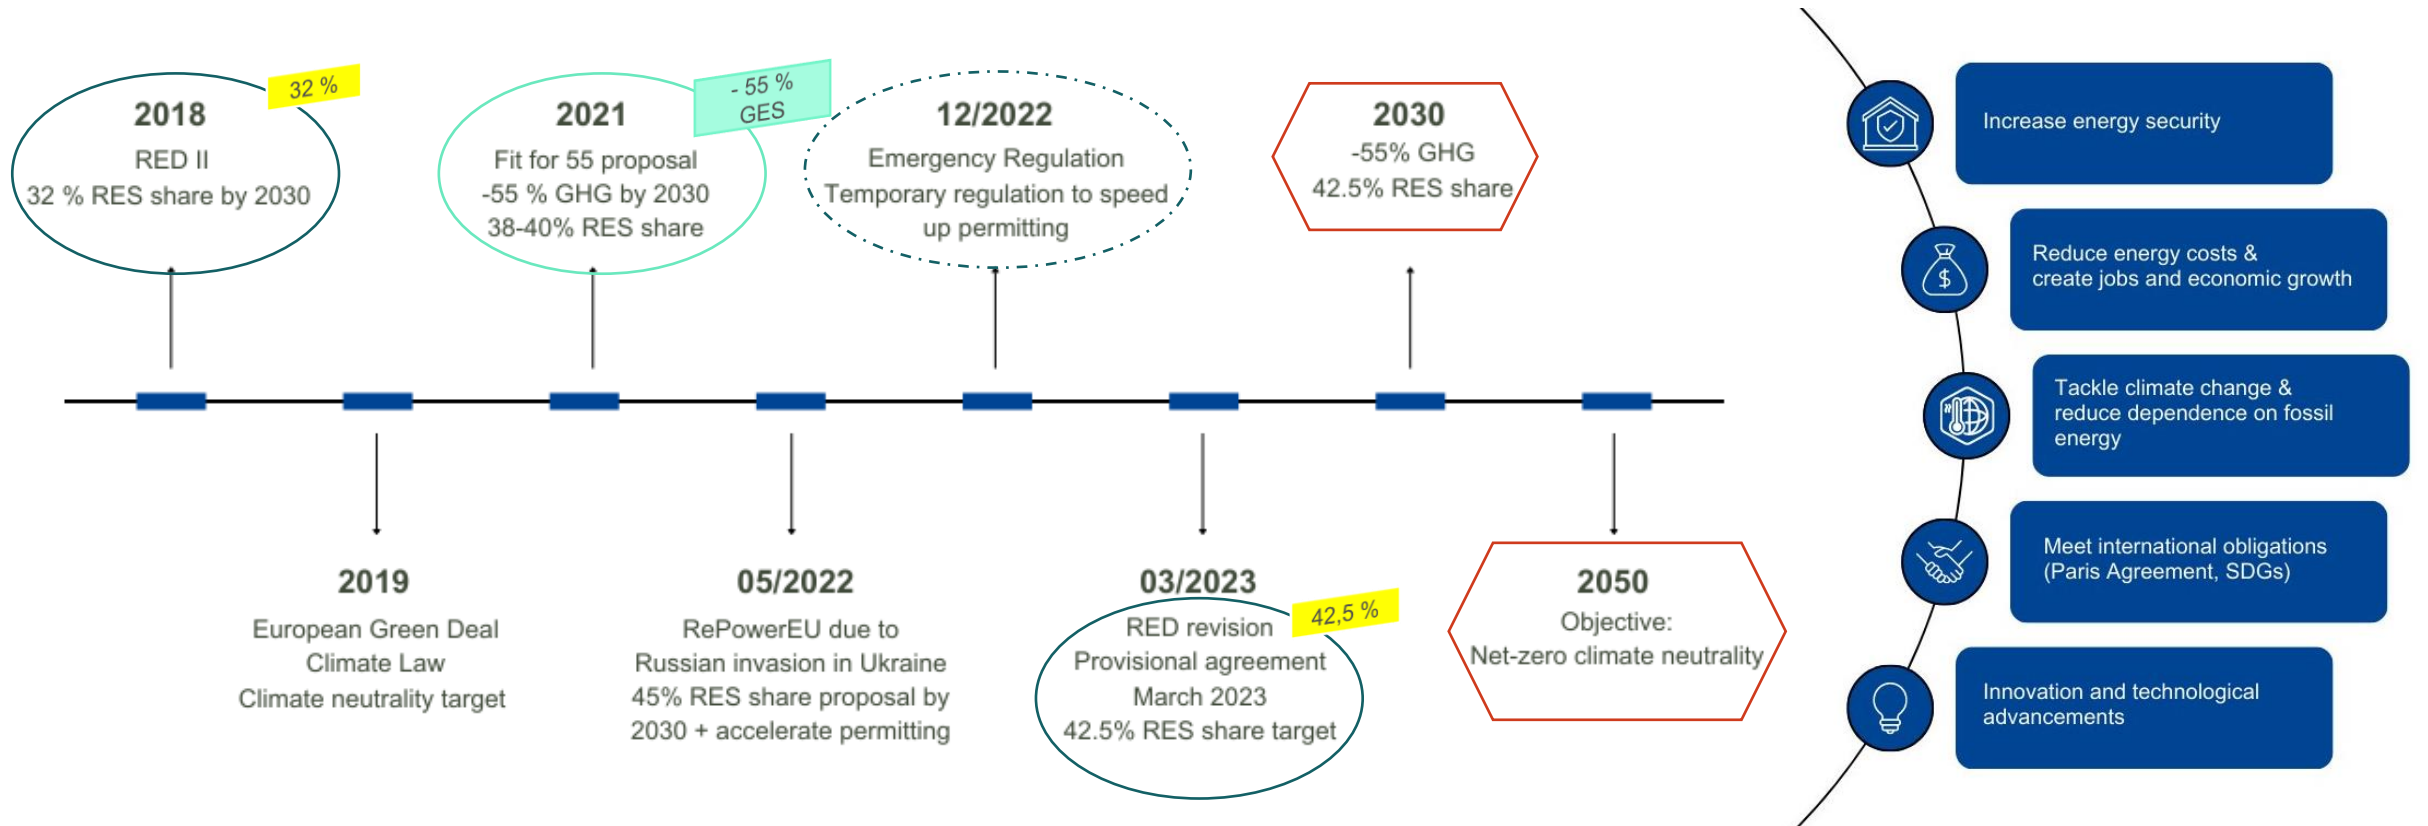 2018
32 %
RED II
32 % RES share by 2030
2021
- 55 %
GES
Fit for 55 proposal
-55 % GHG by 2030
38-40% RES share
12/2022
Emergency Regulation
Temporary regulation to speed
up permitting
2030
-55% GHG
42.5% RES share
2019
European Green Deal
Climate Law
Climate neutrality target
05/2022
RePowerEU due to
Russian invasion in Ukraine
45% RES share proposal by
2030 + accelerate permitting
03/2023
42,5 %
RED revision
Provisional agreement
March 2023
42.5% RES share target
2050
Objective:
Net-zero climate neutrality
Increase energy security
$
Reduce energy costs &
create jobs and economic growth
Tackle climate change &
reduce dependence on fossil
energy
Meet international obligations
(Paris Agreement, SDGs)
Innovation and technological
advancements